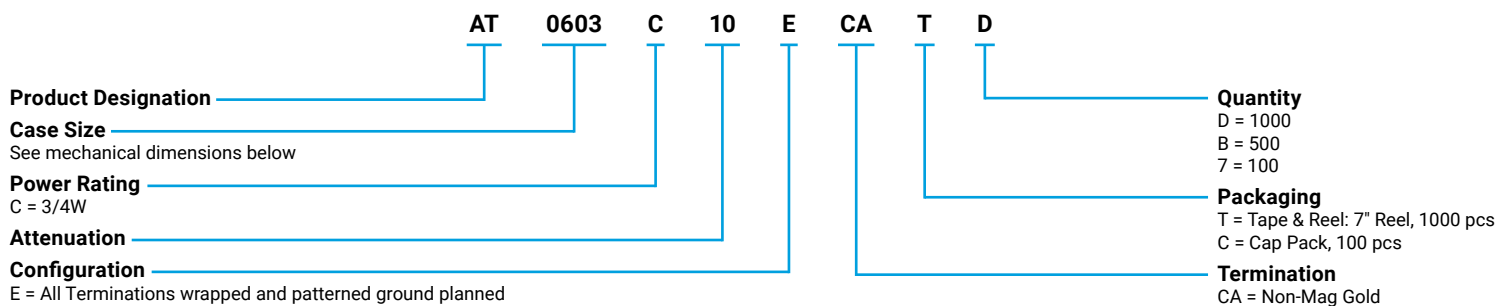 AT 0603 C 10 E CA T D
Product Designation
Case Size
See mechanical dimensions below
Power Rating
C = 3/4W
Attenuation
Configuration
E = All Terminations wrapped and patterned ground planned
Quantity
D = 1000
B = 500
7 = 100
Packaging
T = Tape & Reel: 7" Reel, 1000 pcs
C = Cap Pack, 100 pcs
Termination
CA = Non-Mag Gold